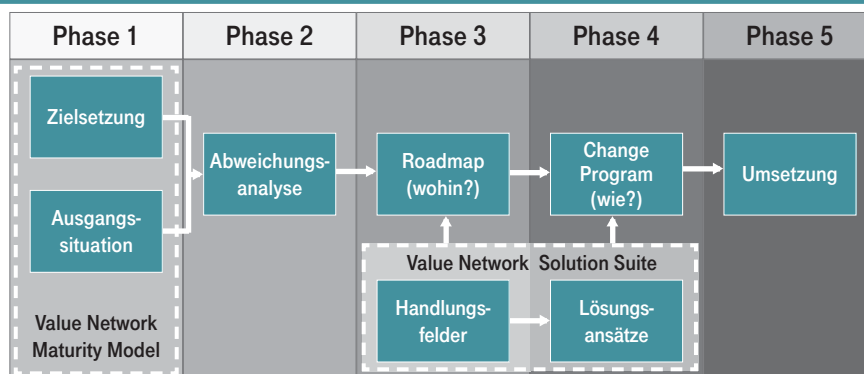 Phase 1
Phase 2
Phase 3
Phase 4
Phase 5
Zielsetzung
Ausgangs-
situation
Value Network
Maturity Model
Abweichungs-
analyse
Roadmap
(wohin?)
Change
Program
(wie?)
Umsetzung
Value Network Solution Suite
Handlungs-
felder
Lösungs-
ansätze